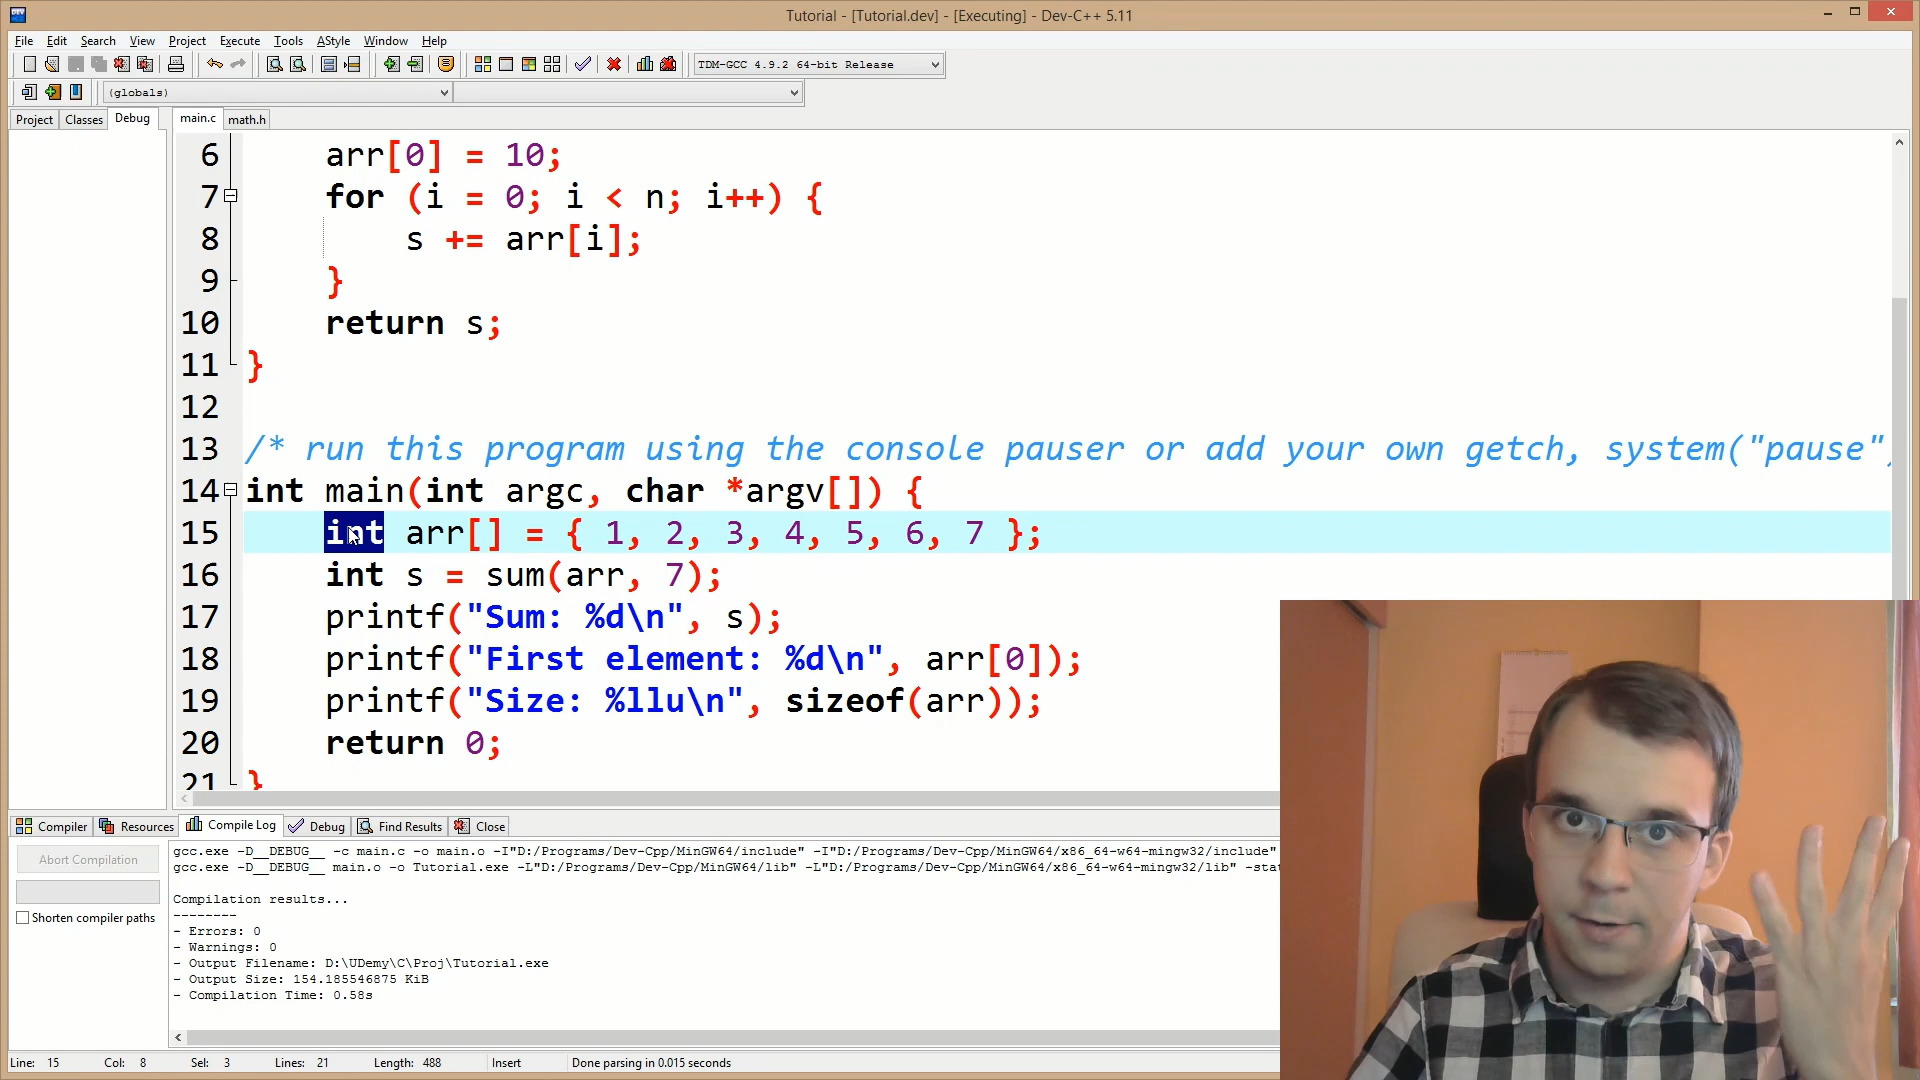 Tutorial - [Tutorial.dev] - [Executing] - Dev-C++ 5.11
File Edit Search View Project Execute Tools AStyle Window Help
TDM-GCC 4.9.2 64-bit Release
(globals)
Project Classes Debug main.c math.h
6 arr[0] = 10;
7 for (i = 0; i < n; i++) {
8 s += arr[i];
9 }
10 return s;
11 }
12
13 /* run this program using the console pauser or add your own getch, system("pause")
14 int main(int argc, char *argv[]) {
15 int arr[] = { 1, 2, 3, 4, 5, 6, 7 };
16 int s = sum(arr, 7);
17 printf("Sum: %d\n", s);
18 printf("First element: %d\n", arr[0]);
19 printf("Size: %llu\n", sizeof(arr));
20 return 0;
21 }
Compiler Resources Compile Log Debug Find Results Close
Abort Compilation
Shorten compiler paths
gcc.exe -D__DEBUG__ -c main.c -o main.o -I"D:/Programs/Dev-Cpp/MinGW64/include" -I"D:/Programs/Dev-Cpp/MinGW64/x86_64-w64-mingw32/include"
gcc.exe -D__DEBUG__ main.o -o Tutorial.exe -L"D:/Programs/Dev-Cpp/MinGW64/lib" -L"D:/Programs/Dev-Cpp/MinGW64/x86_64-w64-mingw32/lib" -stat
Compilation results...
--------
- Errors: 0
- Warnings: 0
- Output Filename: D:\UDemy\C\Proj\Tutorial.exe
- Output Size: 154.185546875 KiB
- Compilation Time: 0.58s
Line: 15 Col: 8 Sel: 3 Lines: 21 Length: 488 Insert Done parsing in 0.015 seconds